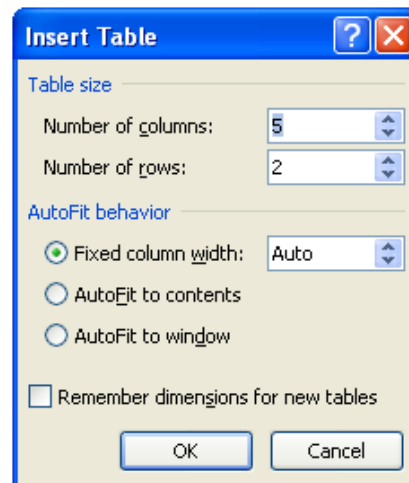 Insert Table ?
Table size
Number of columns: 5
Number of rows: 2
AutoFit behavior
Fixed column width: Auto
AutoFit to contents
AutoFit to window
Remember dimensions for new tables
OK Cancel